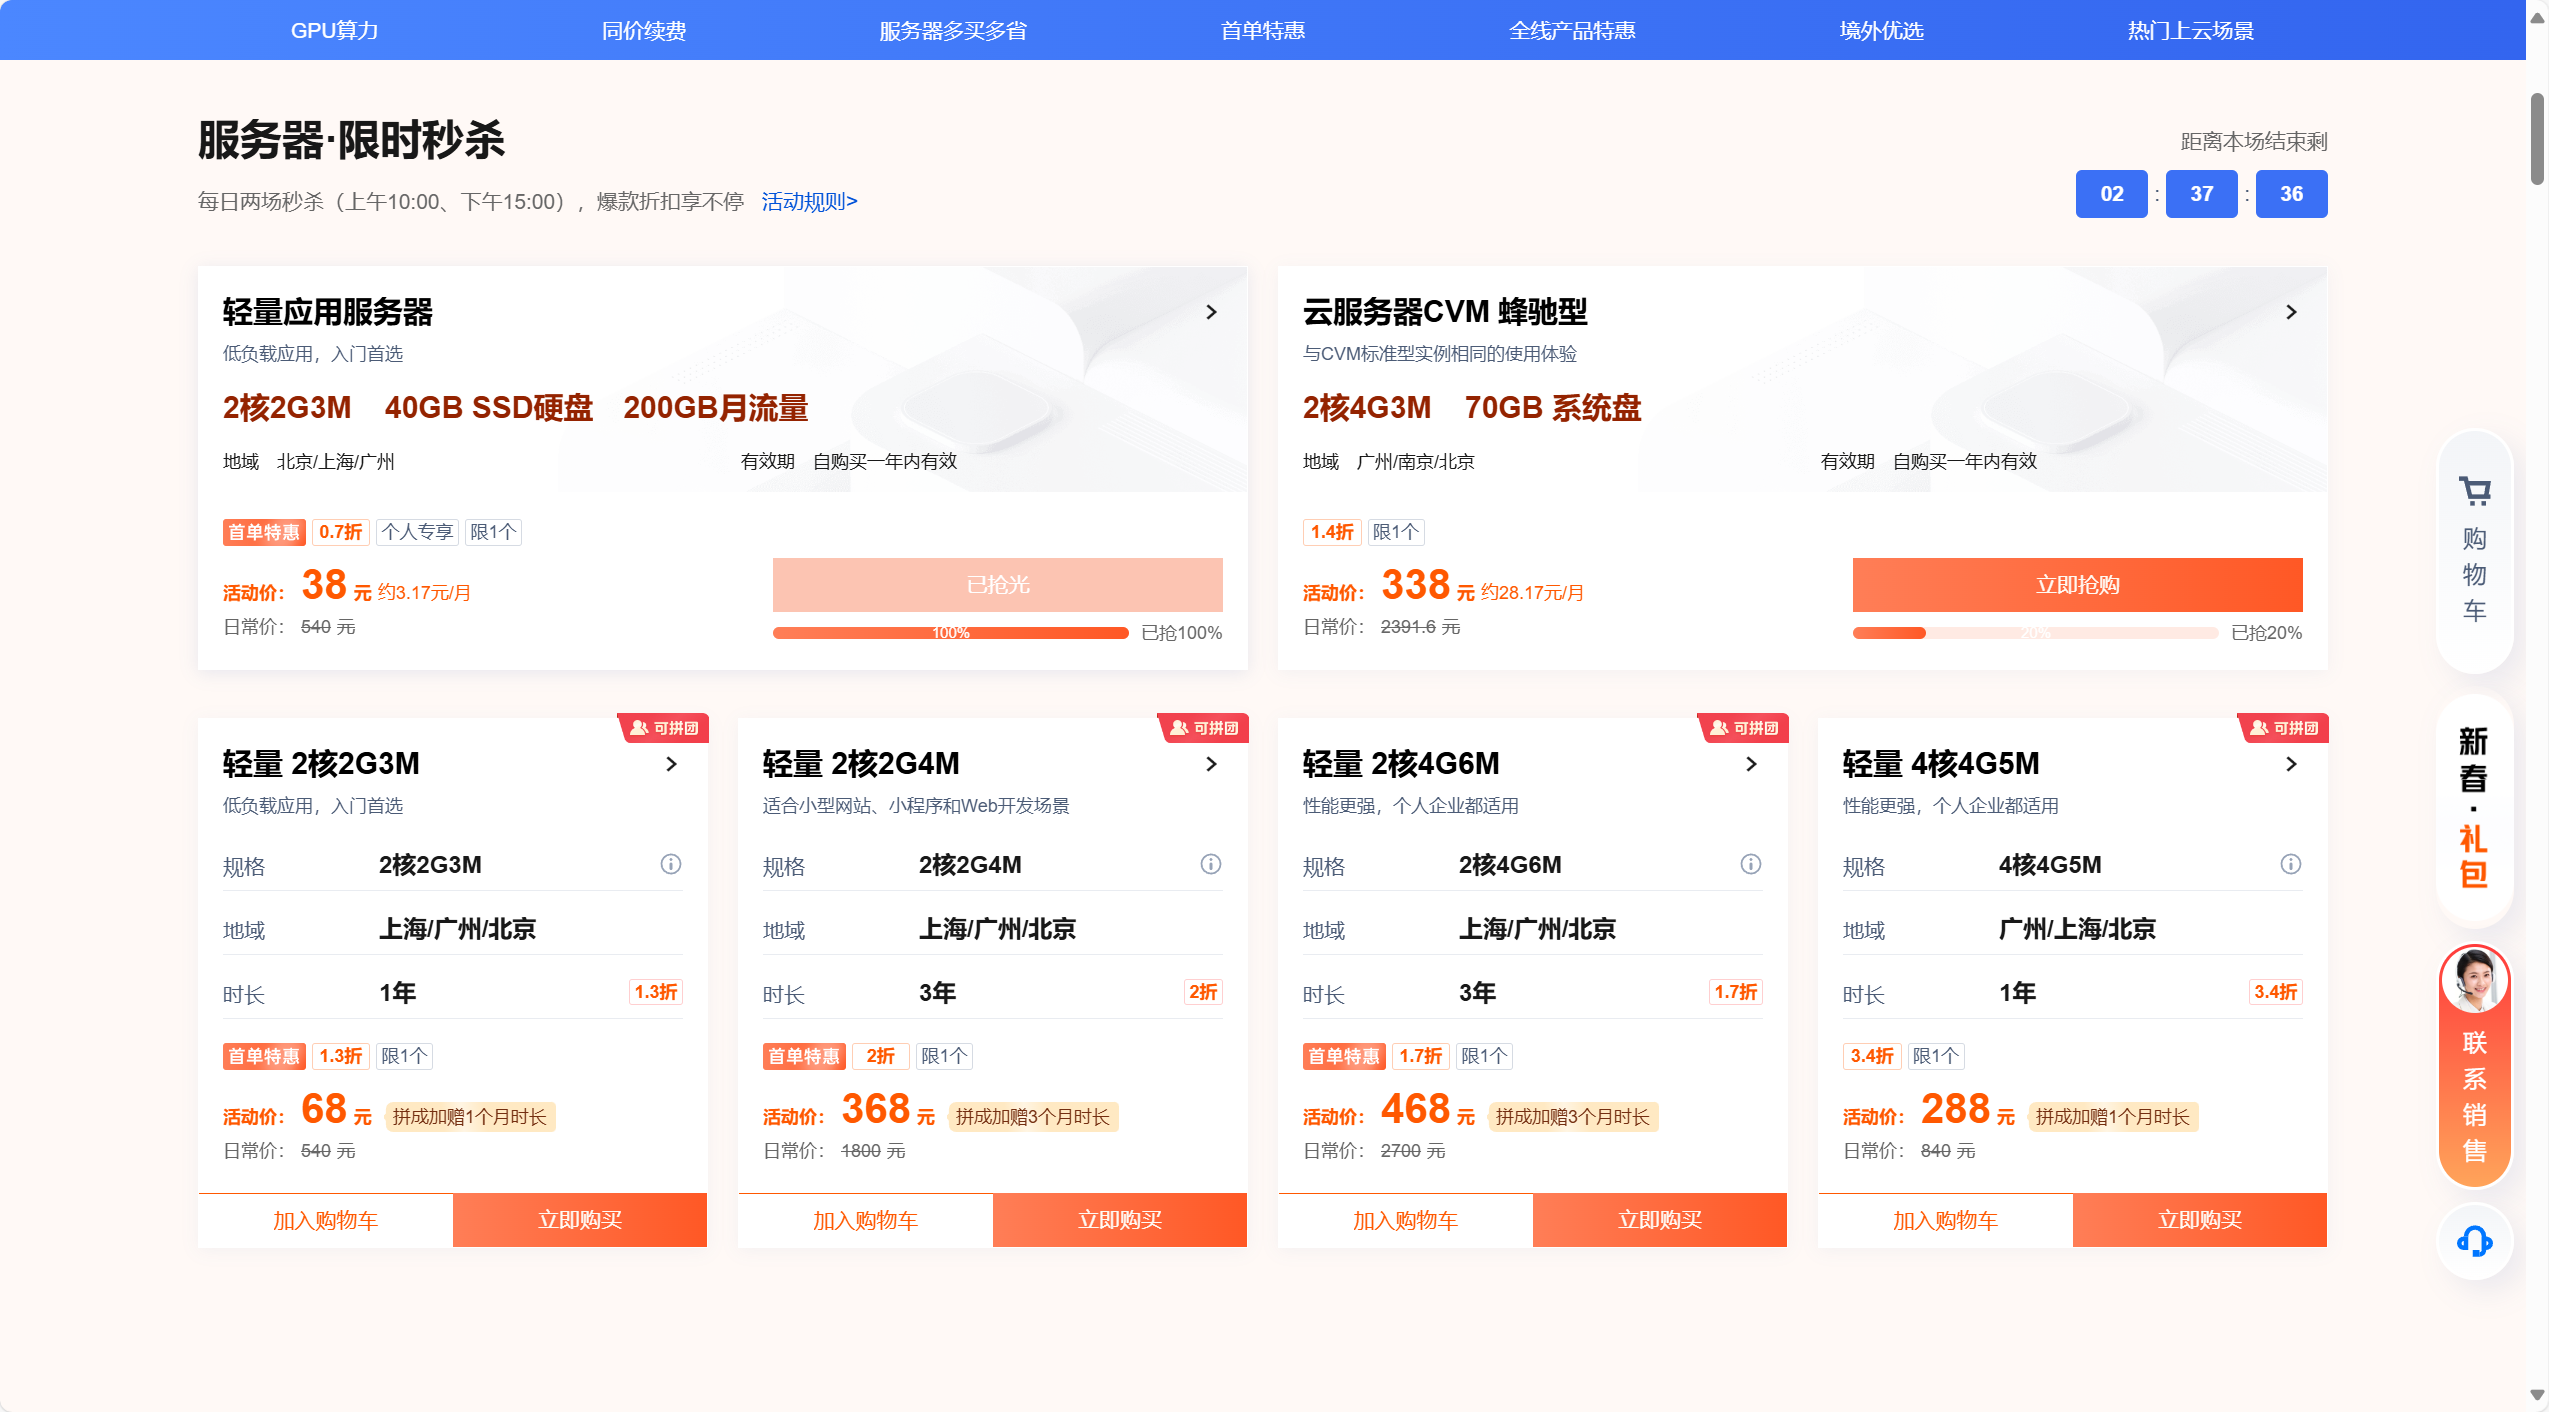 GPU算力 同价续费 服务器多买多省 首单特惠 全线产品特惠 境外优选 热门上云场景
服务器·限时秒杀
每日两场秒杀（上午10:00、下午15:00），爆款折扣享不停 活动规则>
距离本场结束剩
02 : 37 : 36
轻量应用服务器
低负载应用，入门首选
2核2G3M 40GB SSD硬盘 200GB月流量
地域 北京/上海/广州 有效期 自购买一年内有效
首单特惠 0.7折 个人专享 限1个
活动价： 38 元 约3.17元/月
日常价： 540 元
已抢光
100% 已抢100%
云服务器CVM 蜂驰型
与CVM标准型实例相同的使用体验
2核4G3M 70GB 系统盘
地域 广州/南京/北京 有效期 自购买一年内有效
1.4折 限1个
活动价： 338 元 约28.17元/月
日常价： 2391.6 元
立即抢购
20% 已抢20%
可拼团
轻量 2核2G3M
低负载应用，入门首选
规格 2核2G3M
地域 上海/广州/北京
时长 1年 1.3折
首单特惠 1.3折 限1个
活动价： 68 元 拼成加赠1个月时长
日常价： 540 元
加入购物车 立即购买
可拼团
轻量 2核2G4M
适合小型网站、小程序和Web开发场景
规格 2核2G4M
地域 上海/广州/北京
时长 3年 2折
首单特惠 2折 限1个
活动价： 368 元 拼成加赠3个月时长
日常价： 1800 元
加入购物车 立即购买
可拼团
轻量 2核4G6M
性能更强，个人企业都适用
规格 2核4G6M
地域 上海/广州/北京
时长 3年 1.7折
首单特惠 1.7折 限1个
活动价： 468 元 拼成加赠3个月时长
日常价： 2700 元
加入购物车 立即购买
可拼团
轻量 4核4G5M
性能更强，个人企业都适用
规格 4核4G5M
地域 广州/上海/北京
时长 1年 3.4折
3.4折 限1个
活动价： 288 元 拼成加赠1个月时长
日常价： 840 元
加入购物车 立即购买
购物车
新春·礼包
联系销售